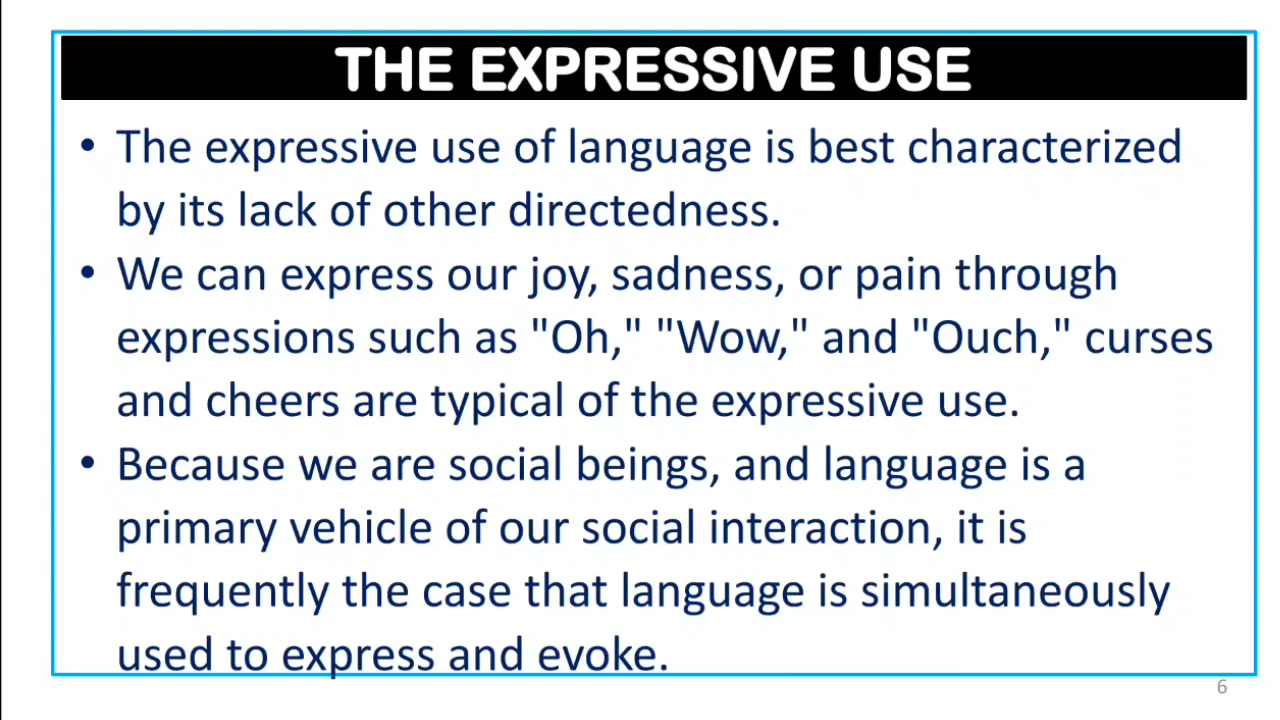 THE EXPRESSIVE USE
• The expressive use of language is best characterized
by its lack of other directedness.
• We can express our joy, sadness, or pain through
expressions such as "Oh," "Wow," and "Ouch," curses
and cheers are typical of the expressive use.
• Because we are social beings, and language is a
primary vehicle of our social interaction, it is
frequently the case that language is simultaneously
used to express and evoke.
6